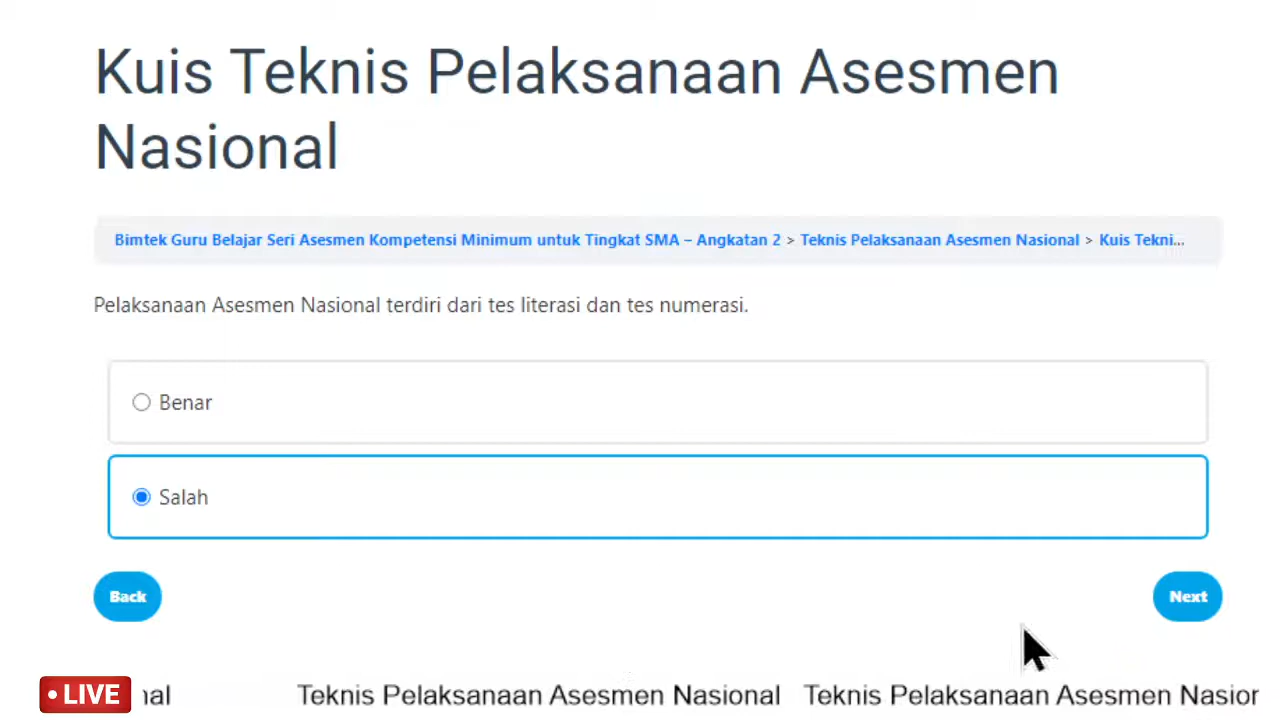 Kuis Teknis Pelaksanaan Asesmen
Nasional
Bimtek Guru Belajar Seri Asesmen Kompetensi Minimum untuk Tingkat SMA – Angkatan 2 > Teknis Pelaksanaan Asesmen Nasional > Kuis Tekni...
Pelaksanaan Asesmen Nasional terdiri dari tes literasi dan tes numerasi.
Benar
Salah
Back
Next
• LIVE nal Teknis Pelaksanaan Asesmen Nasional Teknis Pelaksanaan Asesmen Nasion